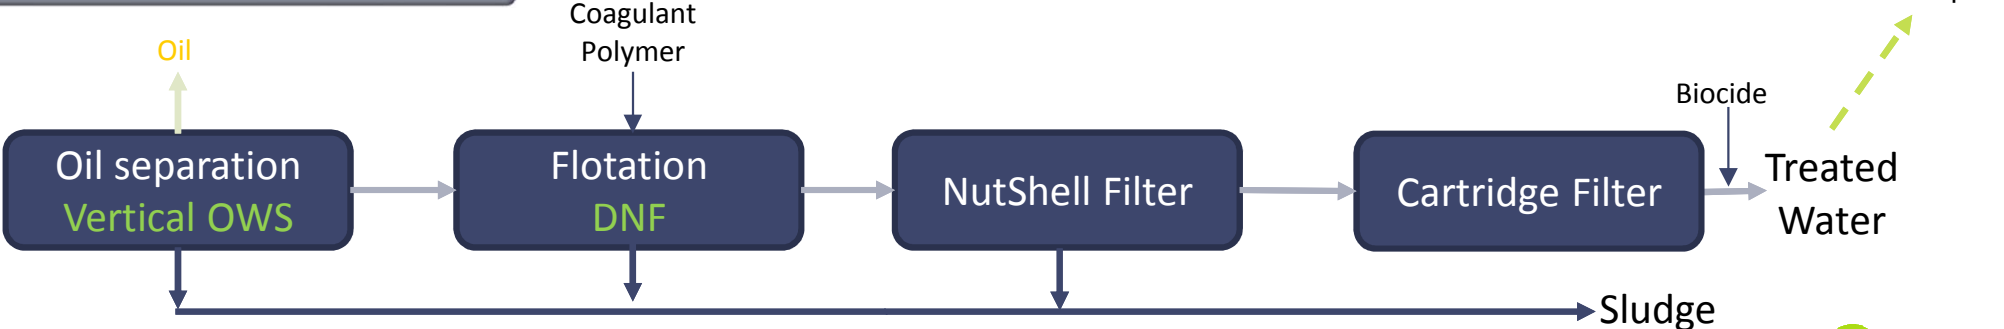 Coagulant
Polymer
Oil
Biocide
Oil separation
Vertical OWS
Flotation
DNF
NutShell Filter
Cartridge Filter
Treated
Water
Sludge